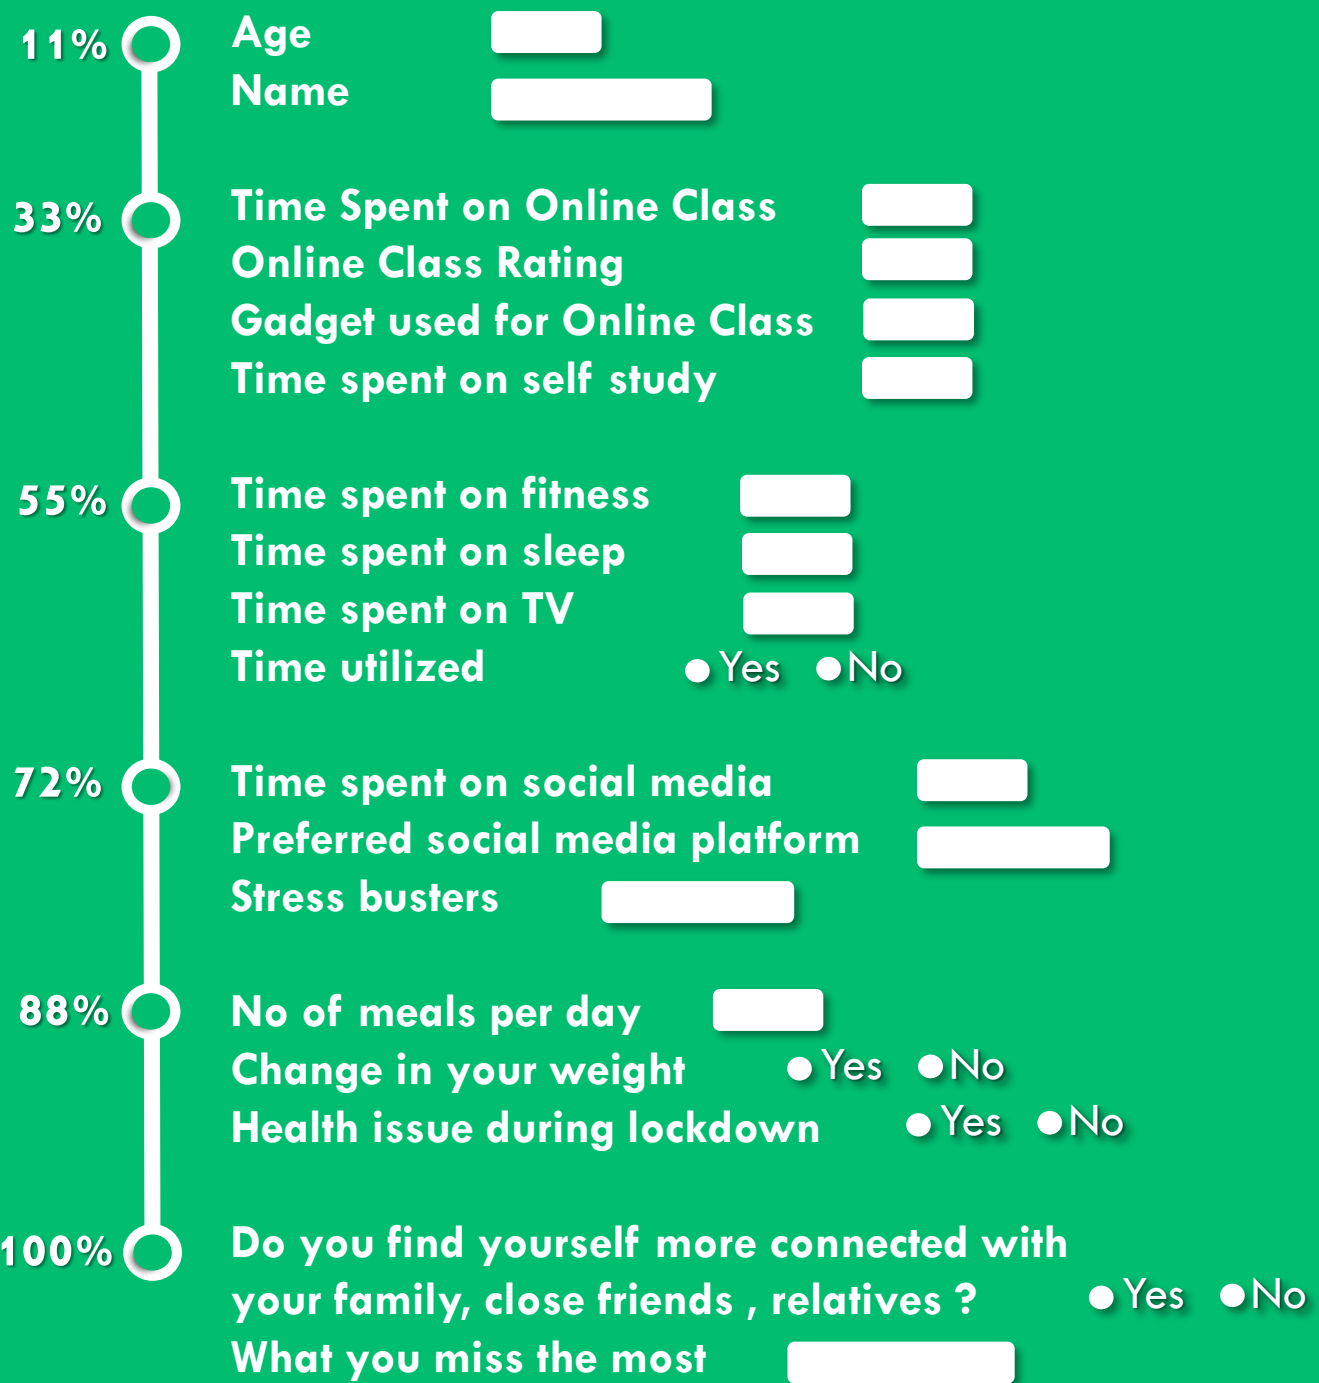 11% Age
Name
33% Time Spent on Online Class
Online Class Rating
Gadget used for Online Class
Time spent on self study
55% Time spent on fitness
Time spent on sleep
Time spent on TV
Time utilized Yes No
72% Time spent on social media
Preferred social media platform
Stress busters
88% No of meals per day
Change in your weight Yes No
Health issue during lockdown Yes No
100% Do you find yourself more connected with
your family, close friends , relatives ? Yes No
What you miss the most